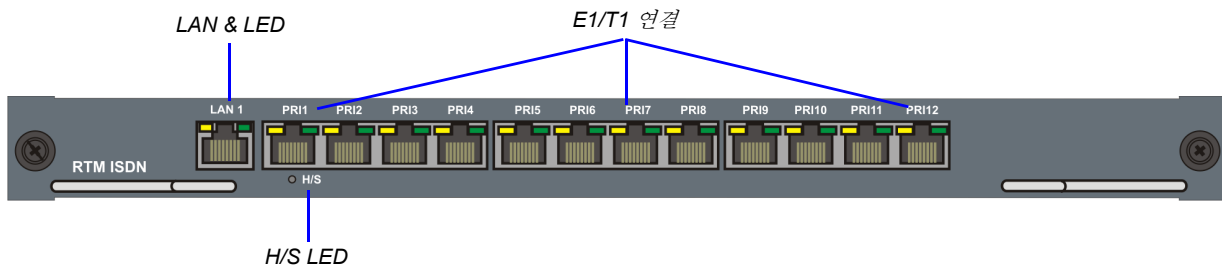 LAN & LED
E1/T1 연결
LAN 1 PRI1 PRI2 PRI3 PRI4 PRI5 PRI6 PRI7 PRI8 PRI9 PRI10 PRI11 PRI12
RTM ISDN
H/S
H/S LED